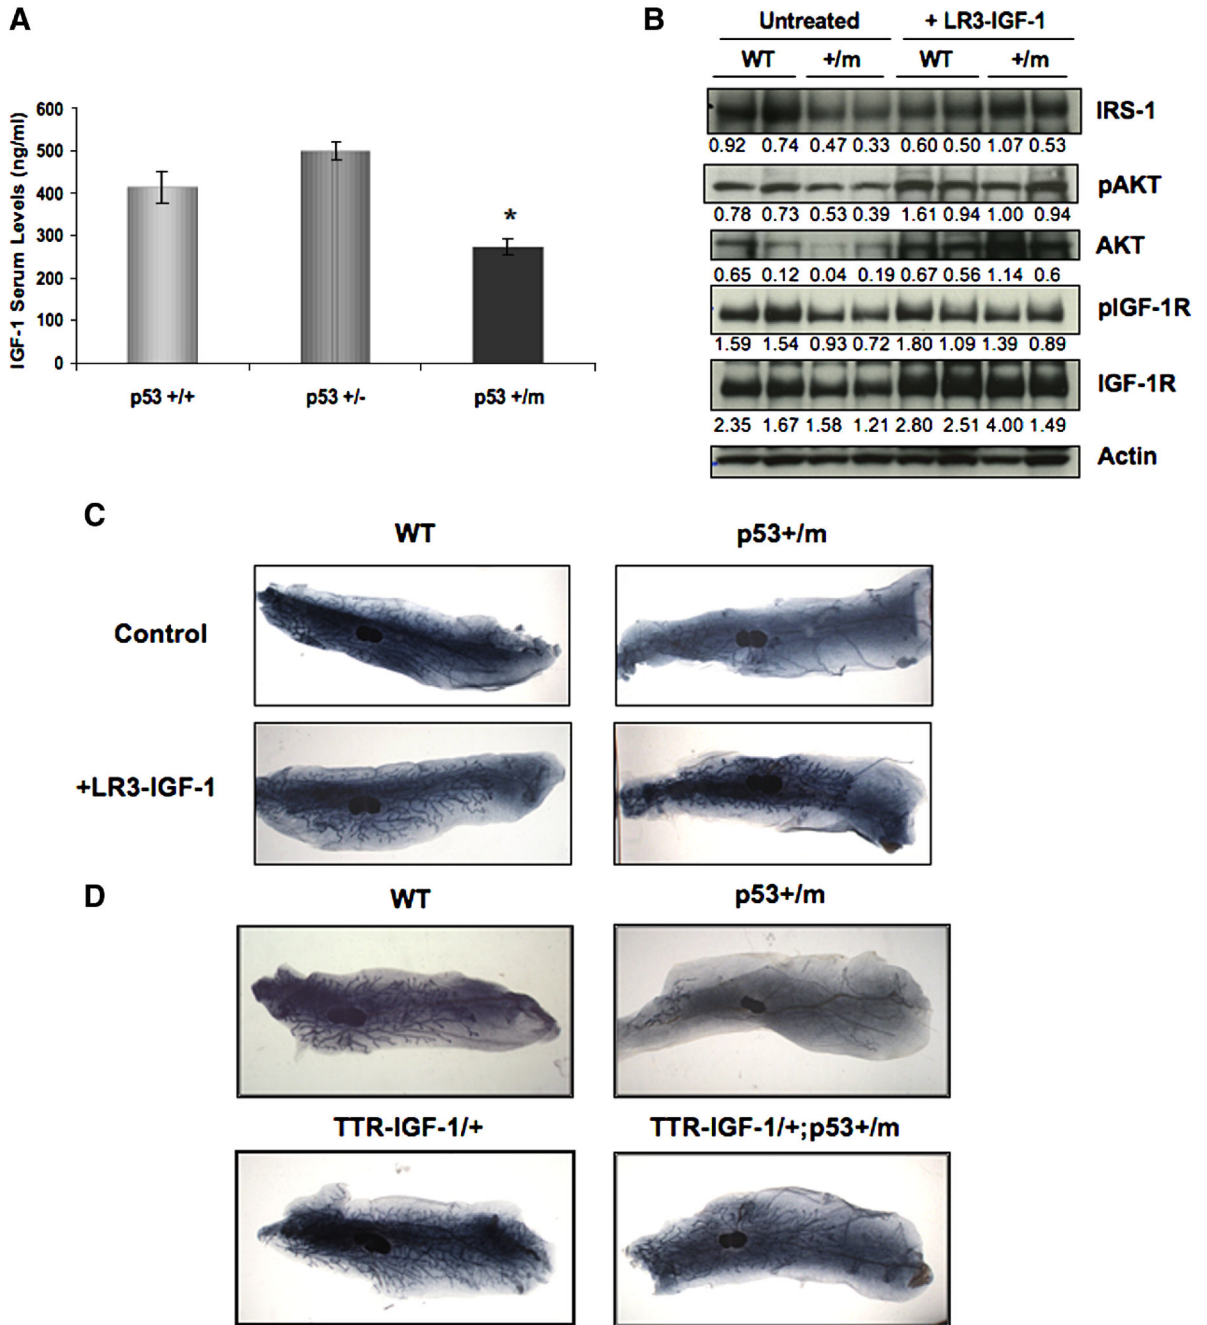 A
IGF-1 Serum Levels (ng/ml)
600
500
400
300
200
100
0
*
p53 +/+ p53 +/- p53 +/m
B
Untreated + LR3-IGF-1
WT +/m WT +/m
IRS-1
0.92 0.74 0.47 0.33 0.60 0.50 1.07 0.53
pAKT
0.78 0.73 0.53 0.39 1.61 0.94 1.00 0.94
AKT
0.65 0.12 0.04 0.19 0.67 0.56 1.14 0.6
pIGF-1R
1.59 1.54 0.93 0.72 1.80 1.09 1.39 0.89
IGF-1R
2.35 1.67 1.58 1.21 2.80 2.51 4.00 1.49
Actin
C
WT p53+/m
Control
+LR3-IGF-1
D
WT p53+/m
TTR-IGF-1/+ TTR-IGF-1/+;p53+/m